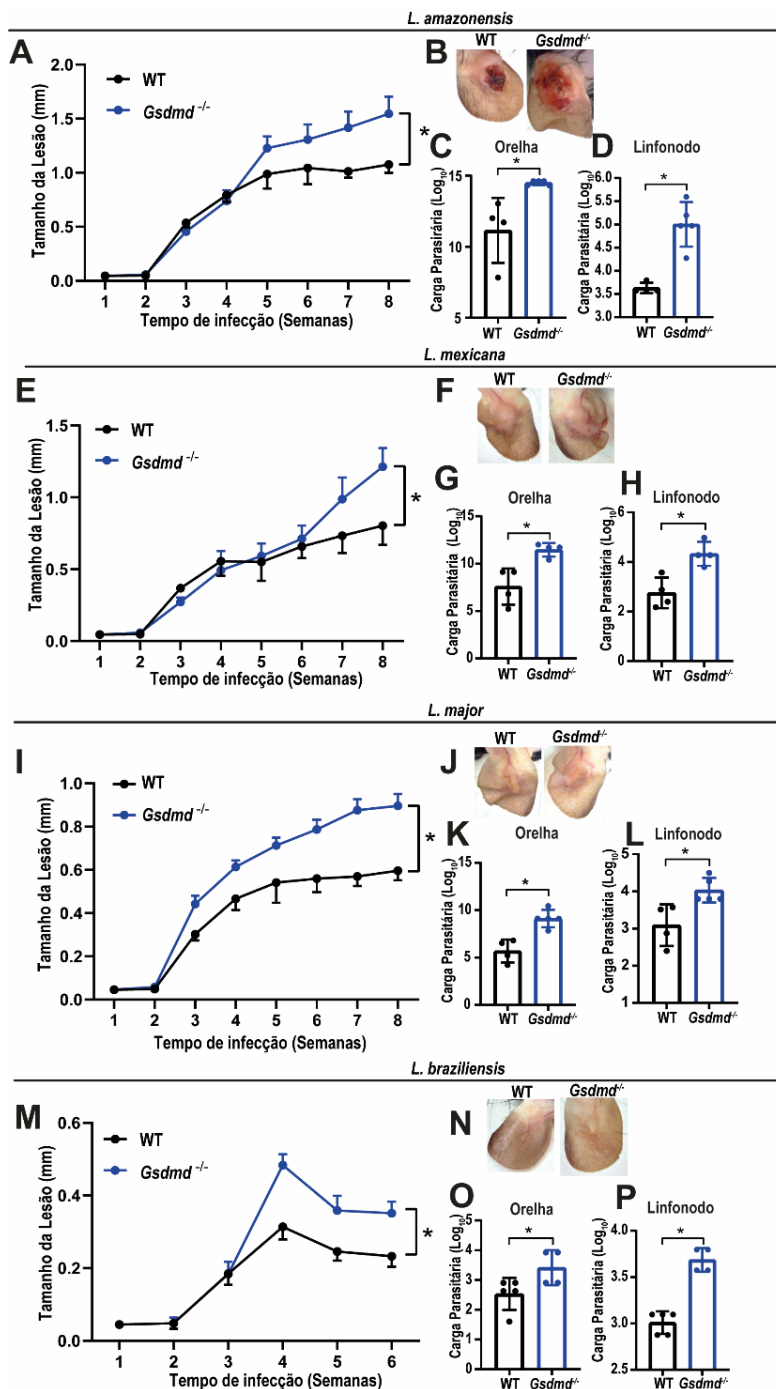 L. amazonensis
A
WT
Gsdmd -/-
Tamanho da Lesão (mm)
2.0
1.5
1.0
0.5
0.0
*
1 2 3 4 5 6 7 8
Tempo de infecção (Semanas)
B
WT Gsdmd-/-
C
Orelha
Carga Parasirária (Log10)
15
10
5
*
WT Gsdmd-/-
D
Linfonodo
Carga Parasitária (Log10)
6.0
5.5
5.0
4.5
4.0
3.5
3.0
*
WT Gsdmd-/-
L. mexicana
E
WT
Gsdmd -/-
Tamanho da Lesão (mm)
1.5
1.0
0.5
0.0
*
1 2 3 4 5 6 7 8
Tempo de infecção (Semanas)
F
WT Gsdmd-/-
G
Orelha
Carga Parasitária (Log10)
15
10
5
0
*
WT Gsdmd-/-
H
Linfonodo
Carga Parasitária (Log10)
6
4
2
0
*
WT Gsdmd-/-
L. major
I
WT
Gsdmd -/-
Tamanho da Lesão (mm)
1.0
0.8
0.6
0.4
0.2
0.0
*
1 2 3 4 5 6 7 8
Tempo de infecção (Semanas)
J
WT Gsdmd-/-
K
Orelha
Carga Parasitária (Log10)
15
10
5
0
*
WT Gsdmd-/-
L
Linfonodo
Carga Parasitária (Log10)
5
4
3
2
1
*
WT Gsdmd-/-
L. braziliensis
M
WT
Gsdmd -/-
Tamanho da Lesão (mm)
0.6
0.4
0.2
0.0
*
1 2 3 4 5 6
Tempo de infecção (Semanas)
N
WT Gsdmd-/-
O
Orelha
Carga Parasitária (Log10)
5
4
3
2
1
0
*
WT Gsdmd-/-
P
Linfonodo
Carga Parasitária (Log10)
4.0
3.5
3.0
2.5
*
WT Gsdmd-/-